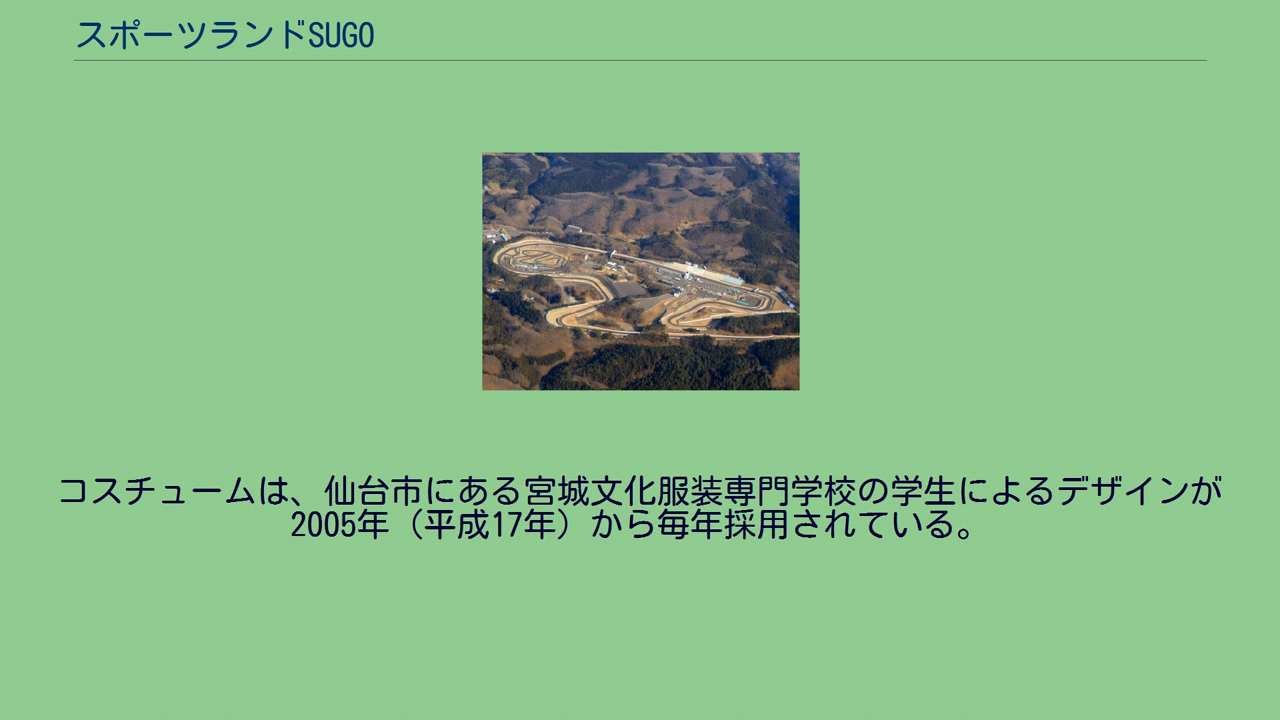 スポーツランドSUGO
コスチュームは、仙台市にある宮城文化服装専門学校の学生によるデザインが
2005年（平成17年）から毎年採用されている。